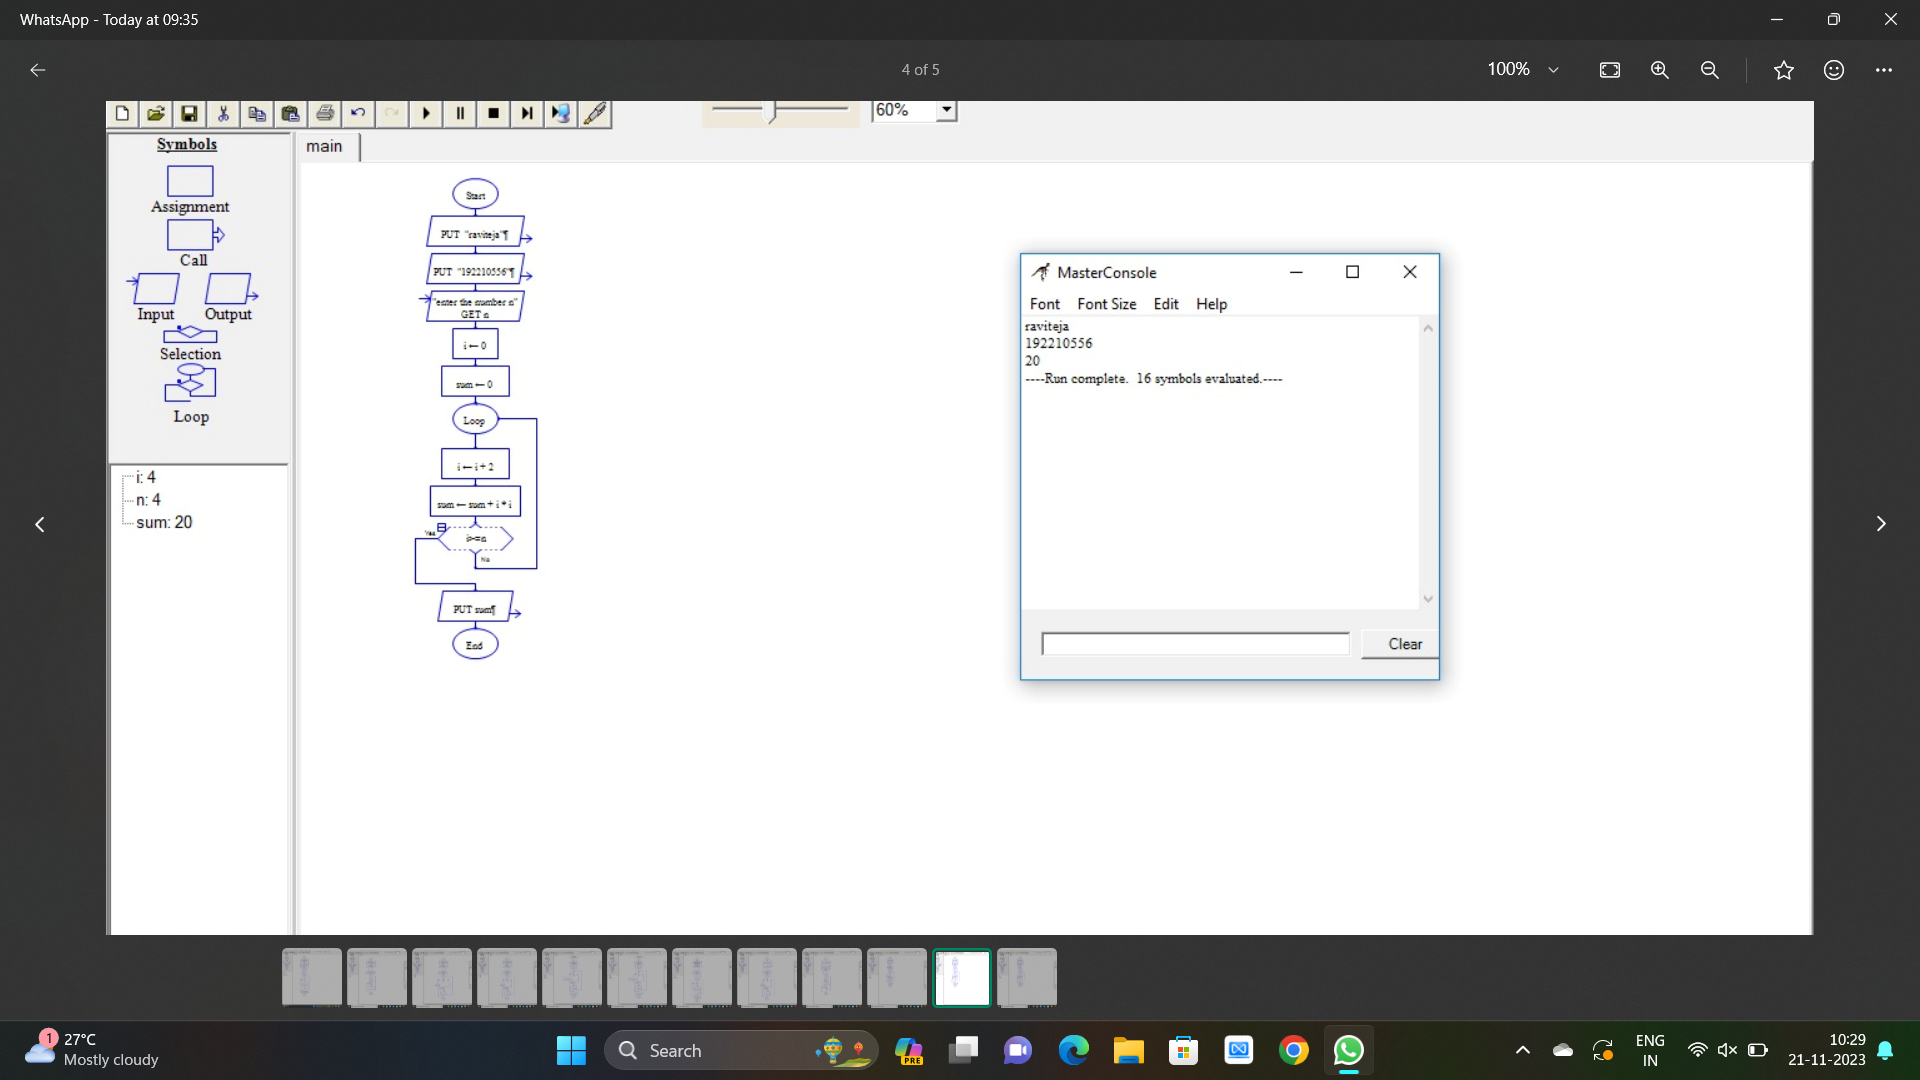 WhatsApp - Today at 09:35
4 of 5
100%
60%
Symbols
main
Assignment
Call
Input Output
Selection
Loop
i: 4
n: 4
sum: 20
Start
PUT "raviteja"¶
PUT "192210556"¶
"enter the number n"
GET n
i ← 0
sum ← 0
Loop
i ← i + 2
sum ← sum + i * i
Yes
i>=n
No
PUT sum¶
End
MasterConsole
Font Font Size Edit Help
raviteja
192210556
20
----Run complete.  16 symbols evaluated.----
Clear
1
27°C
Mostly cloudy
Search
PRE
ENG
IN
10:29
21-11-2023